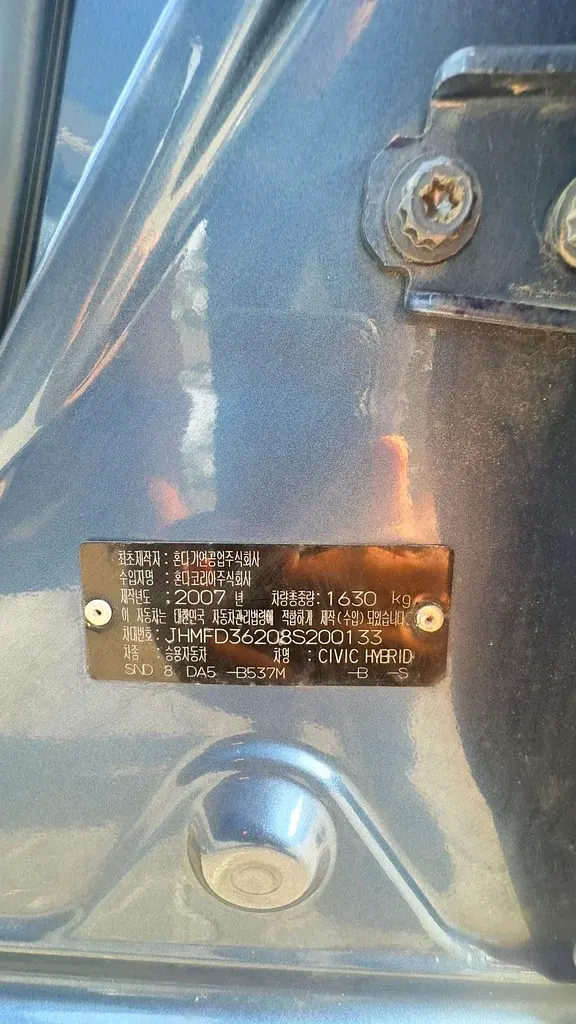 최초제작자 : 혼다기연공업주식회사
수입자명 : 혼다코리아주식회사
제작년도 : 2007 년 차량총중량: 1630 kg
이 자동차는 대한민국 자동차관리법령에 적합하게 제작(수입) 되었습니다.
차대번호: JHMFD36208S200133
차종 : 승용자동차 차명 : CIVIC HYBRID
SND 8 DA5 -B537M -B -S